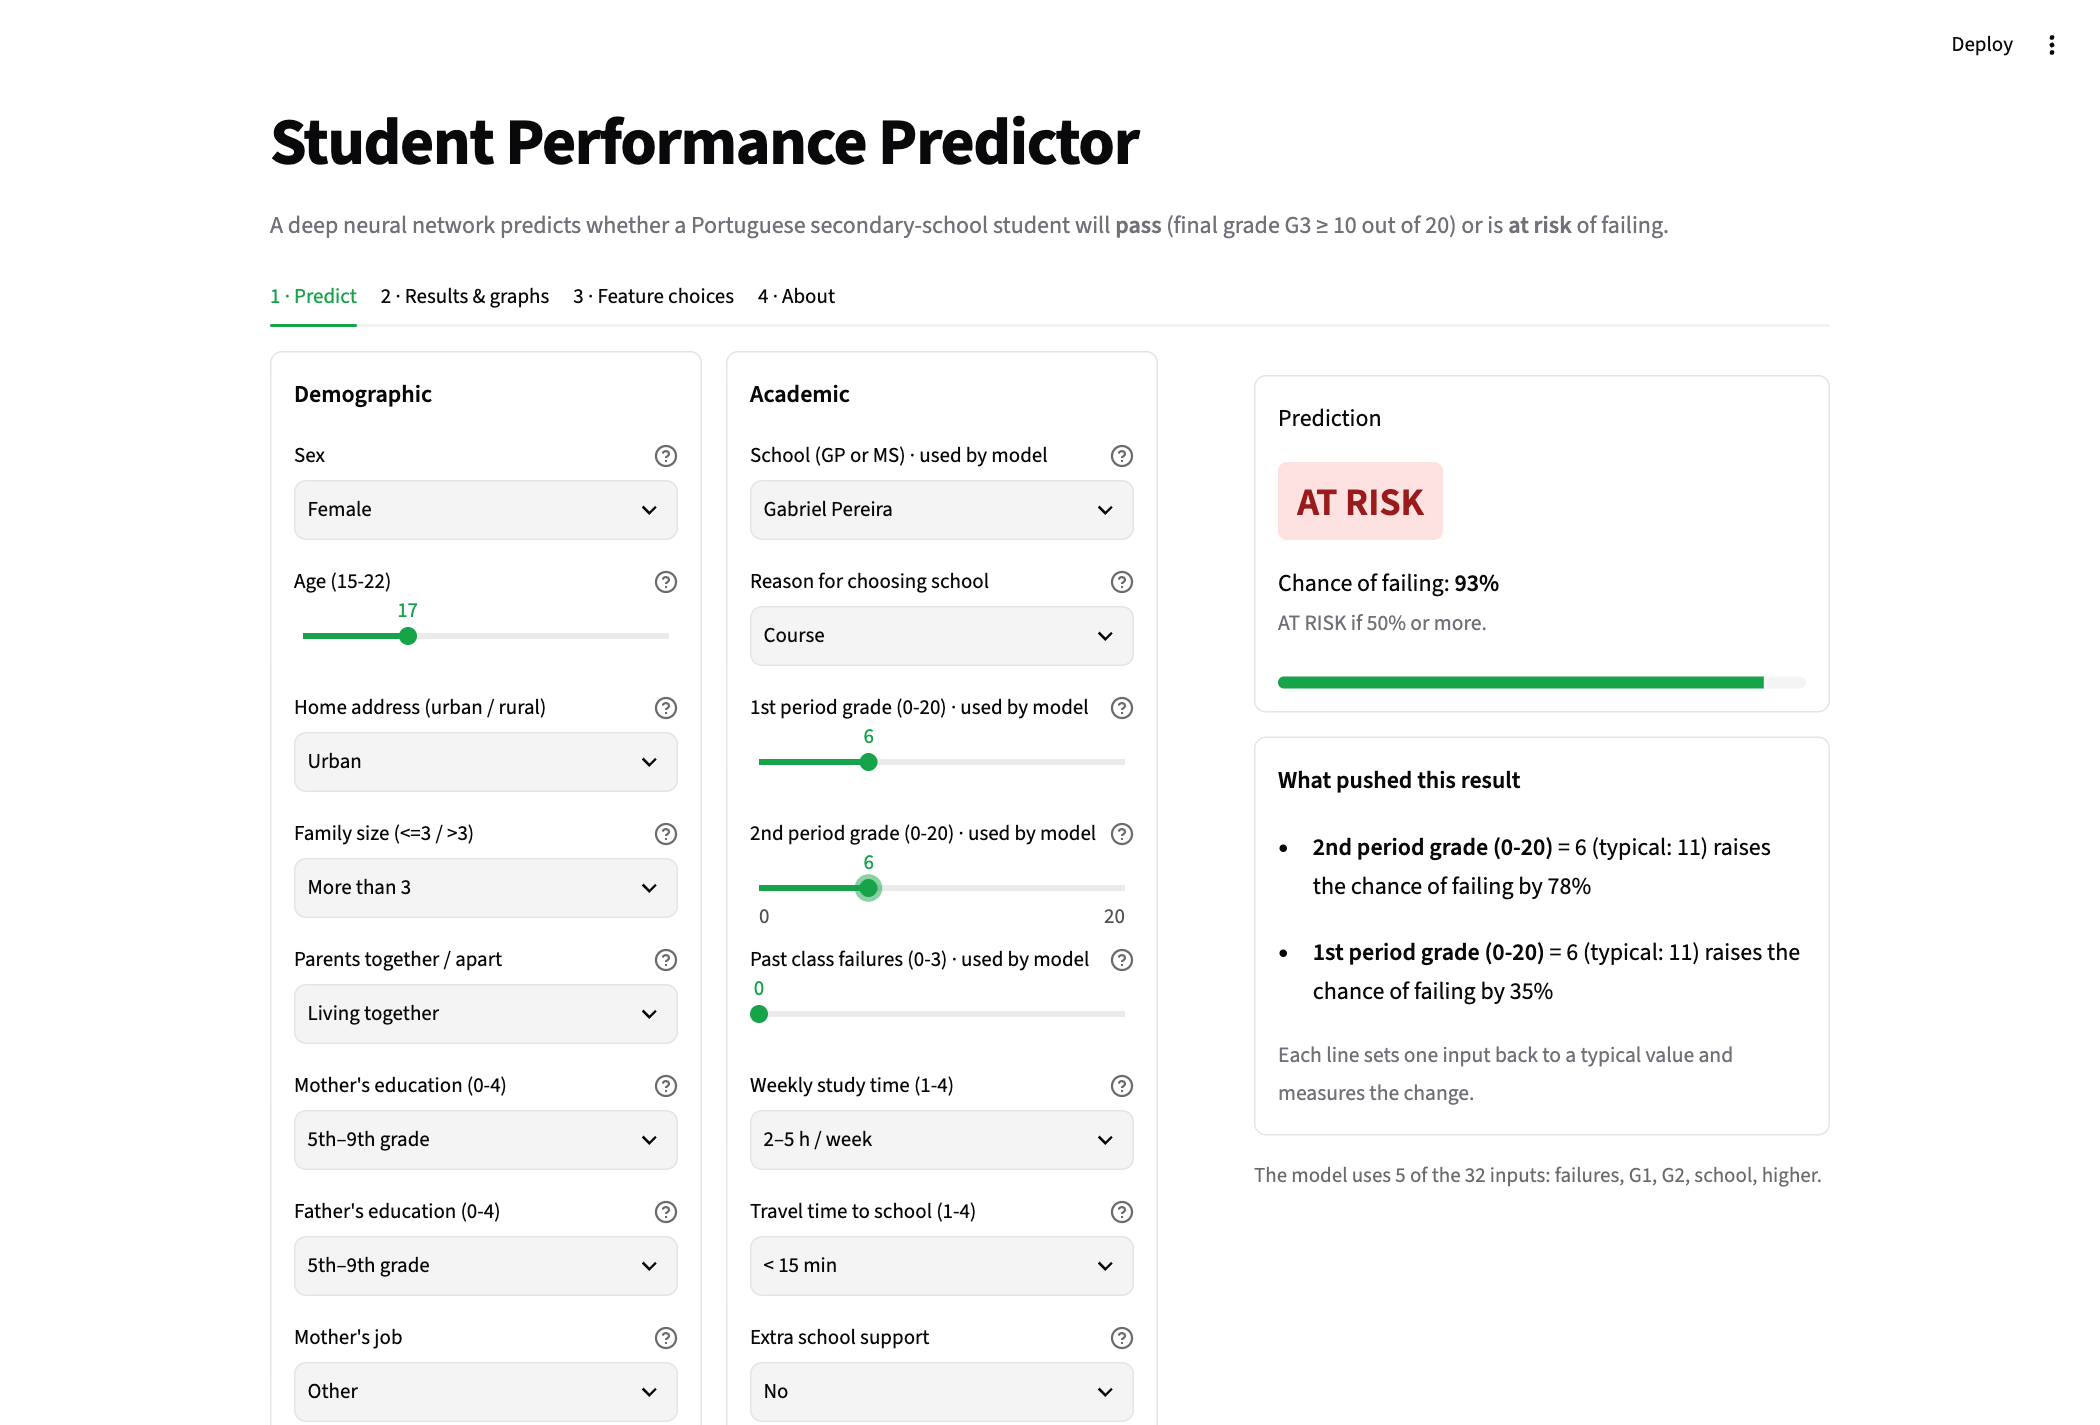 Deploy
Student Performance Predictor
A deep neural network predicts whether a Portuguese secondary-school student will pass (final grade G3 ≥ 10 out of 20) or is at risk of failing.
1 · Predict
2 · Results & graphs
3 · Feature choices
4 · About
Demographic
Sex
Female
Age (15-22)
17
Home address (urban / rural)
Urban
Family size (<=3 / >3)
More than 3
Parents together / apart
Living together
Mother's education (0-4)
5th–9th grade
Father's education (0-4)
5th–9th grade
Mother's job
Other
Academic
School (GP or MS) · used by model
Gabriel Pereira
Reason for choosing school
Course
1st period grade (0-20) · used by model
6
2nd period grade (0-20) · used by model
6
0
20
Past class failures (0-3) · used by model
0
Weekly study time (1-4)
2–5 h / week
Travel time to school (1-4)
< 15 min
Extra school support
No
Prediction
AT RISK
Chance of failing: 93%
AT RISK if 50% or more.
What pushed this result
• 2nd period grade (0-20) = 6 (typical: 11) raises
the chance of failing by 78%
• 1st period grade (0-20) = 6 (typical: 11) raises the
chance of failing by 35%
Each line sets one input back to a typical value and
measures the change.
The model uses 5 of the 32 inputs: failures, G1, G2, school, higher.